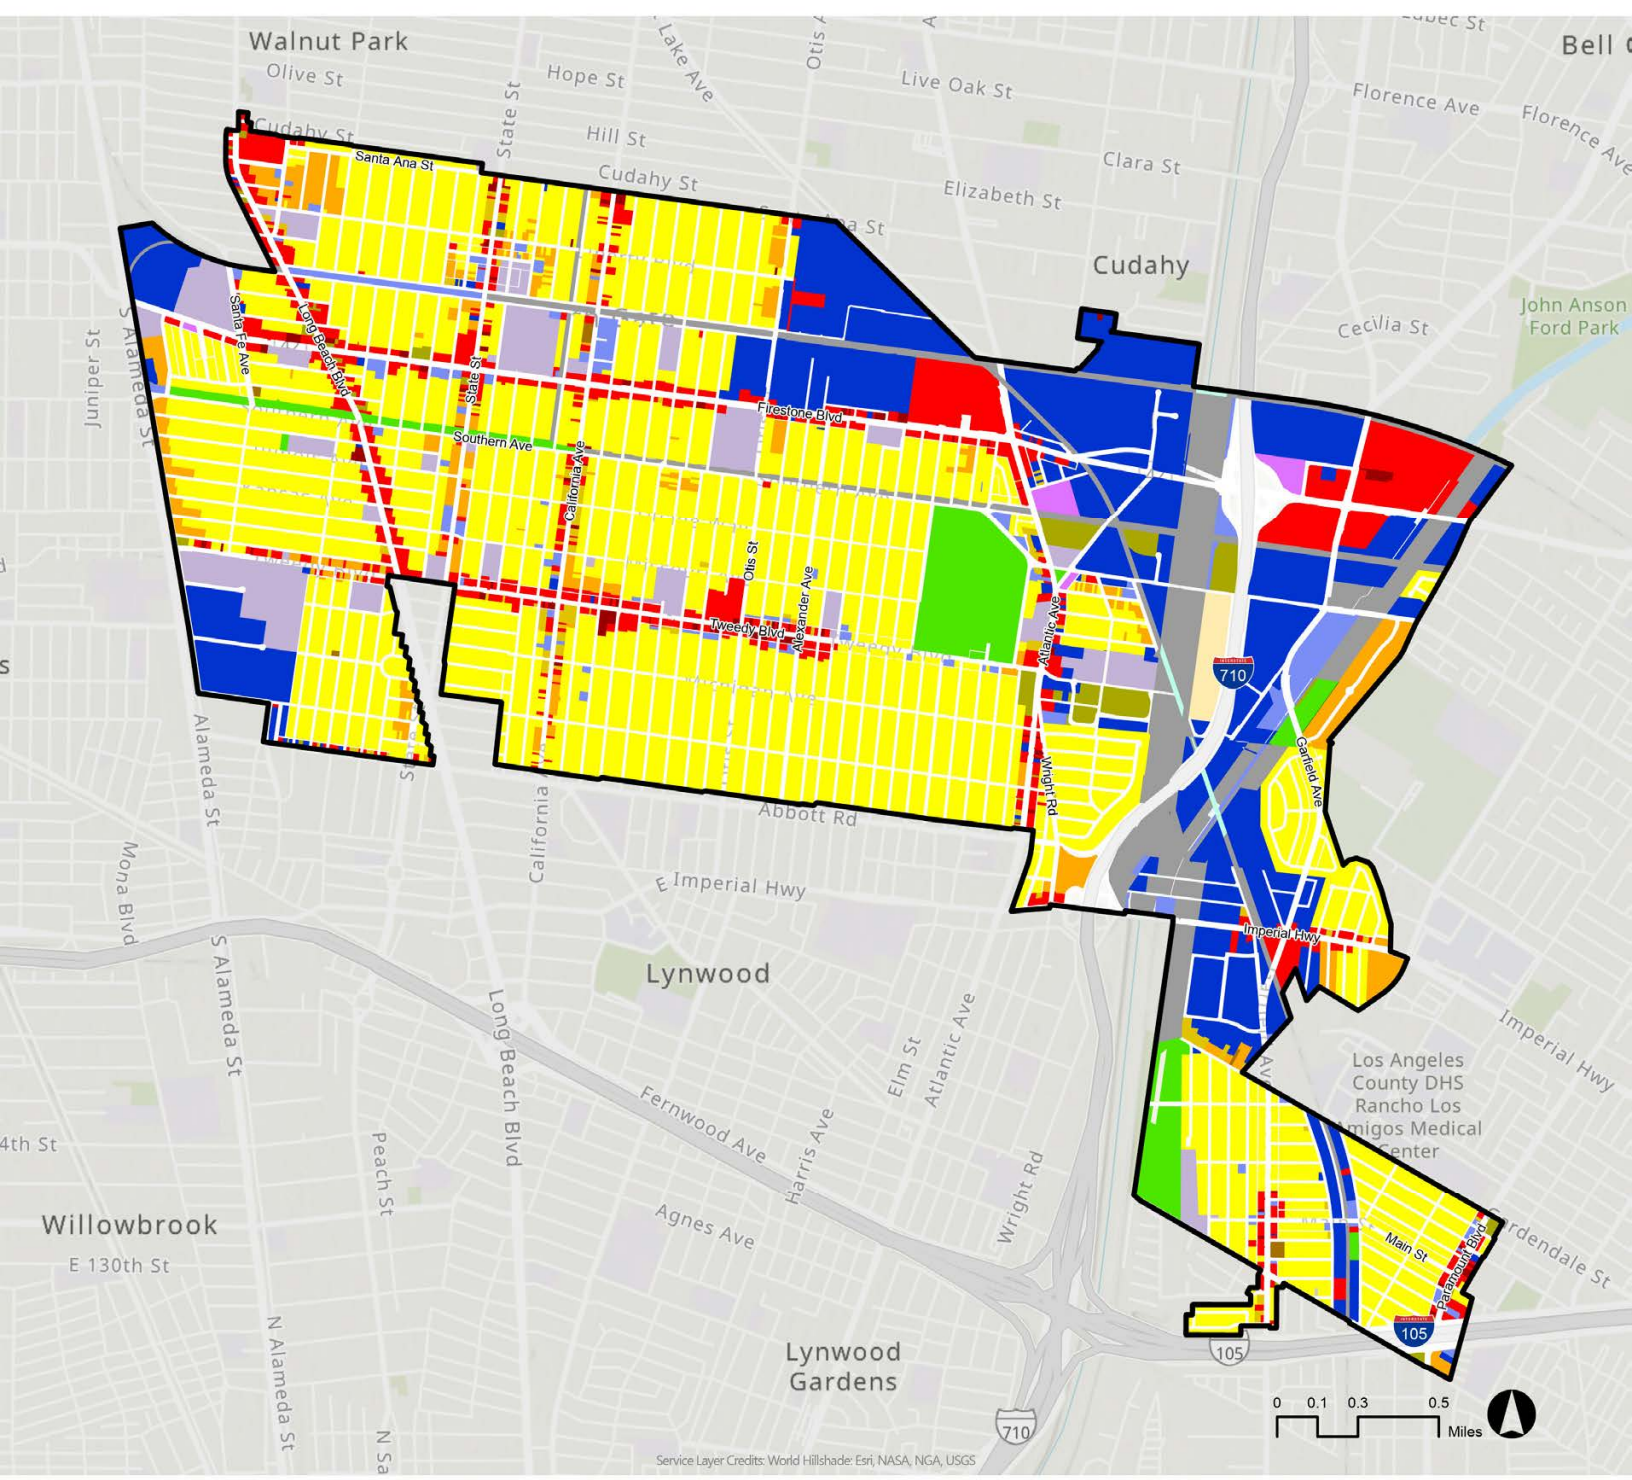 Walnut Park
Olive St
Hope St
Lake Ave
Otis A
A
Live Oak St
Bell
Florence Ave
Florence Ave
State St
Hill St
Cudahy St
Cudahy St
Santa Ana St
Clara St
Elizabeth St
Cudahy
Cecilia St
John Anson
Ford Park
Juniper St
S Alameda St
Santa Fe Ave
Long Beach Blvd
State St
Firestone Blvd
Southern Ave
California Ave
Otis St
Alexander Ave
Tweedy Blvd
Atlantic Ave
710
Wright Rd
Garfield Ave
Abbott Rd
Alameda St
Mona Blvd
California Ave
E Imperial Hwy
Imperial Hwy
Lynwood
S Alameda St
Long Beach Blvd
Elm St
Atlantic Ave
Imperial Hwy
Los Angeles
County DHS
Rancho Los
Amigos Medical
Center
4th St
Peach St
Fernwood Ave
Harris Ave
Wright Rd
Willowbrook
E 130th St
Agnes Ave
Main St
Paramount Blvd
Gardendale St
N Alameda St
Lynwood
Gardens
105
105
710
N Sa
0 0.1 0.3 0.5
Miles
Service Layer Credits: World Hillshade: Esri, NASA, NGA, USGS